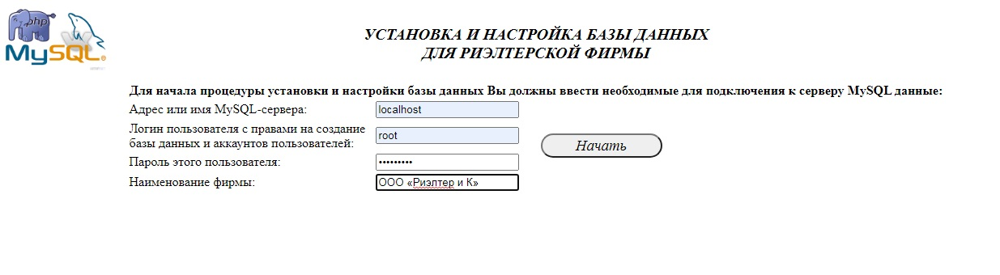 php
MySQL®
УСТАНОВКА И НАСТРОЙКА БАЗЫ ДАННЫХ
ДЛЯ РИЭЛТЕРСКОЙ ФИРМЫ
Для начала процедуры установки и настройки базы данных Вы должны ввести необходимые для подключения к серверу MySQL данные:
Адрес или имя MySQL-сервера:
localhost
Логин пользователя с правами на создание
базы данных и аккаунтов пользователей:
root
Начать
Пароль этого пользователя:
•••••••••
Наименование фирмы:
ООО «Риэлтер и К»